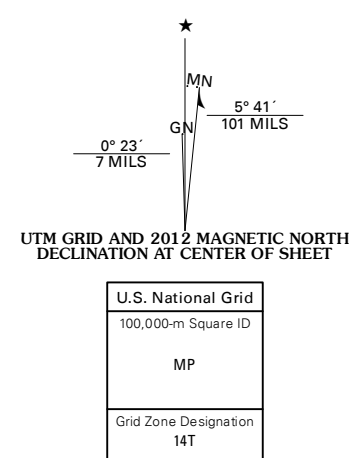 ★
MN
GN
5° 41´
101 MILS
0° 23´
7 MILS
UTM GRID AND 2012 MAGNETIC NORTH
DECLINATION AT CENTER OF SHEET
U.S. National Grid
100,000-m Square ID
MP
Grid Zone Designation
14T